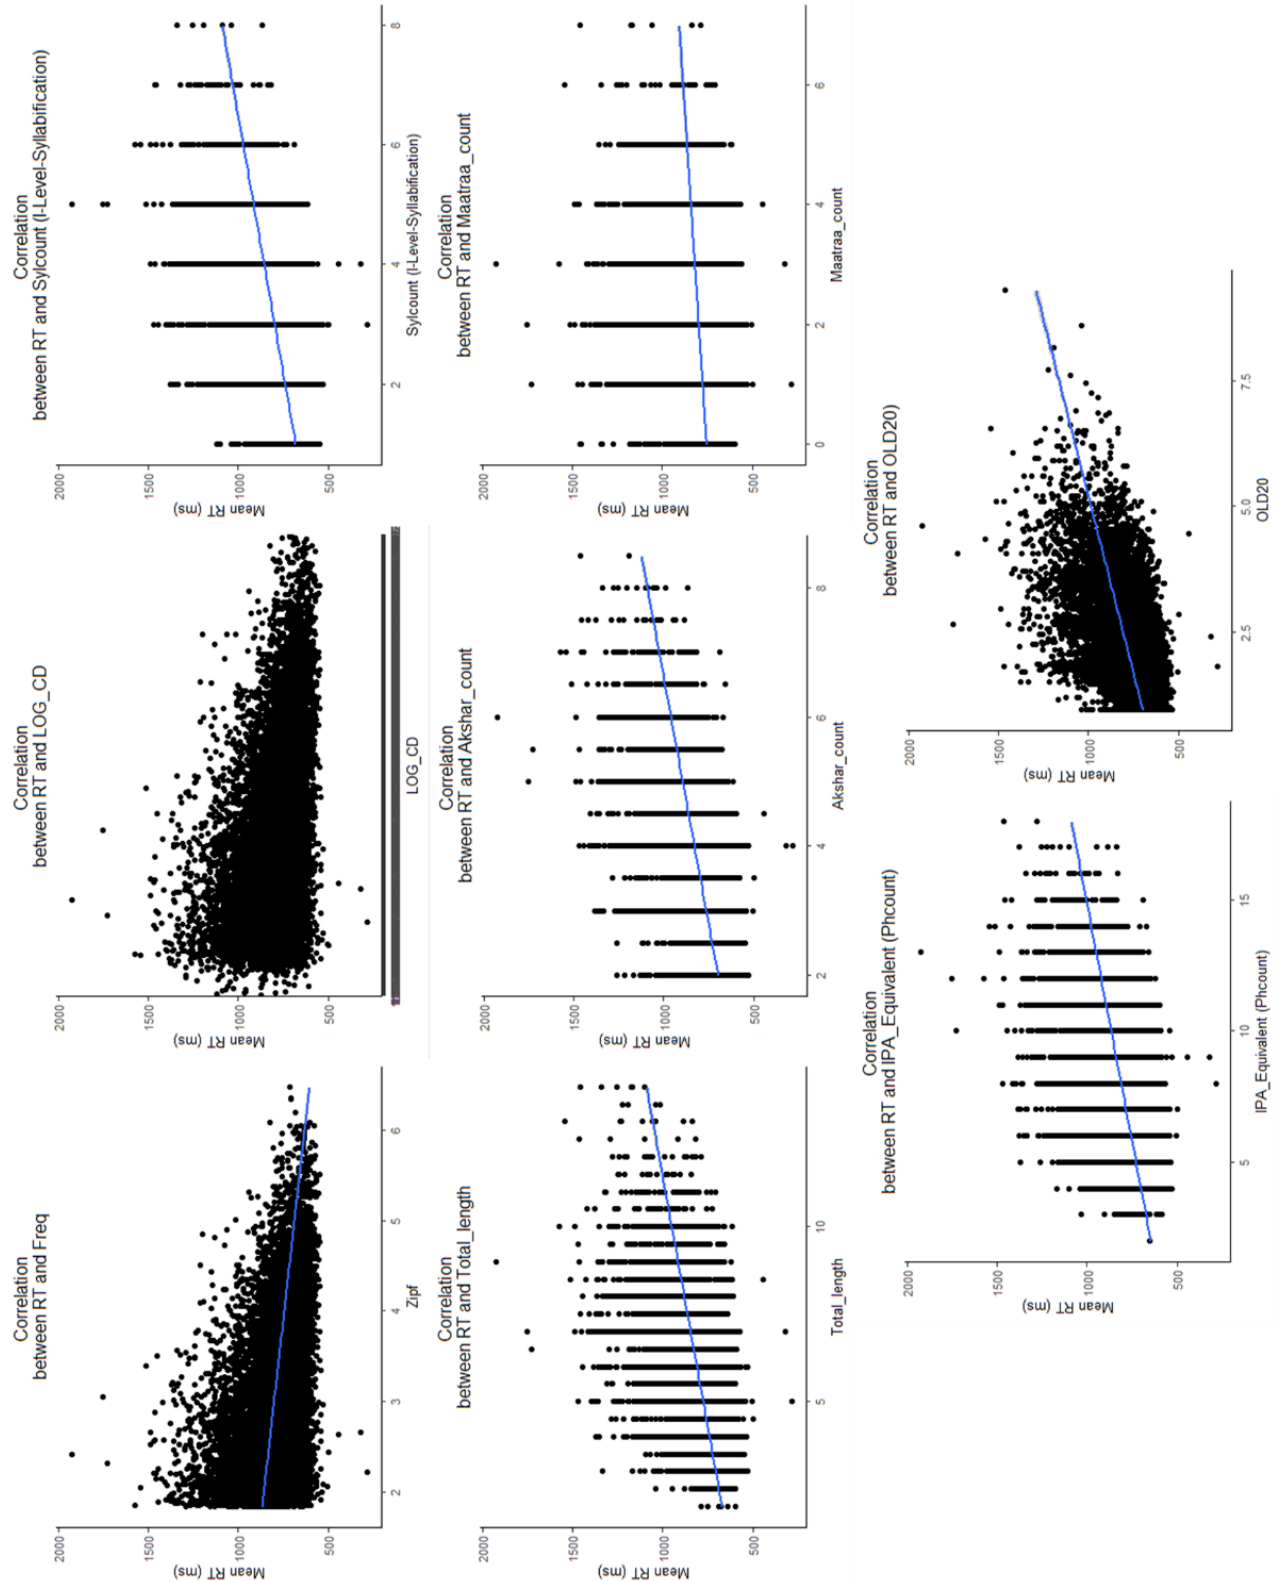 Correlation
between RT and Freq
2000
1500
1000
500
Mean RT (ms)
2
3
4
5
6
Zipf
Correlation
between RT and LOG_CD
2000
1500
1000
500
Mean RT (ms)
LOG_CD
Correlation
between RT and Sylcount (I-Level-Syllabification)
2000
1500
1000
500
Mean RT (ms)
2
4
6
8
Sylcount (I-Level-Syllabification)
Correlation
between RT and Total_length
2000
1500
1000
500
Mean RT (ms)
5
10
Total_length
Correlation
between RT and Akshar_count
2000
1500
1000
500
Mean RT (ms)
2
4
6
8
Akshar_count
Correlation
between RT and Maatraa_count
2000
1500
1000
500
Mean RT (ms)
0
2
4
6
Maatraa_count
Correlation
between RT and IPA_Equivalent (Phcount)
2000
1500
1000
500
Mean RT (ms)
5
10
15
IPA_Equivalent (Phcount)
Correlation
between RT and OLD20)
2000
1500
1000
500
Mean RT (ms)
2.5
5.0
7.5
OLD20